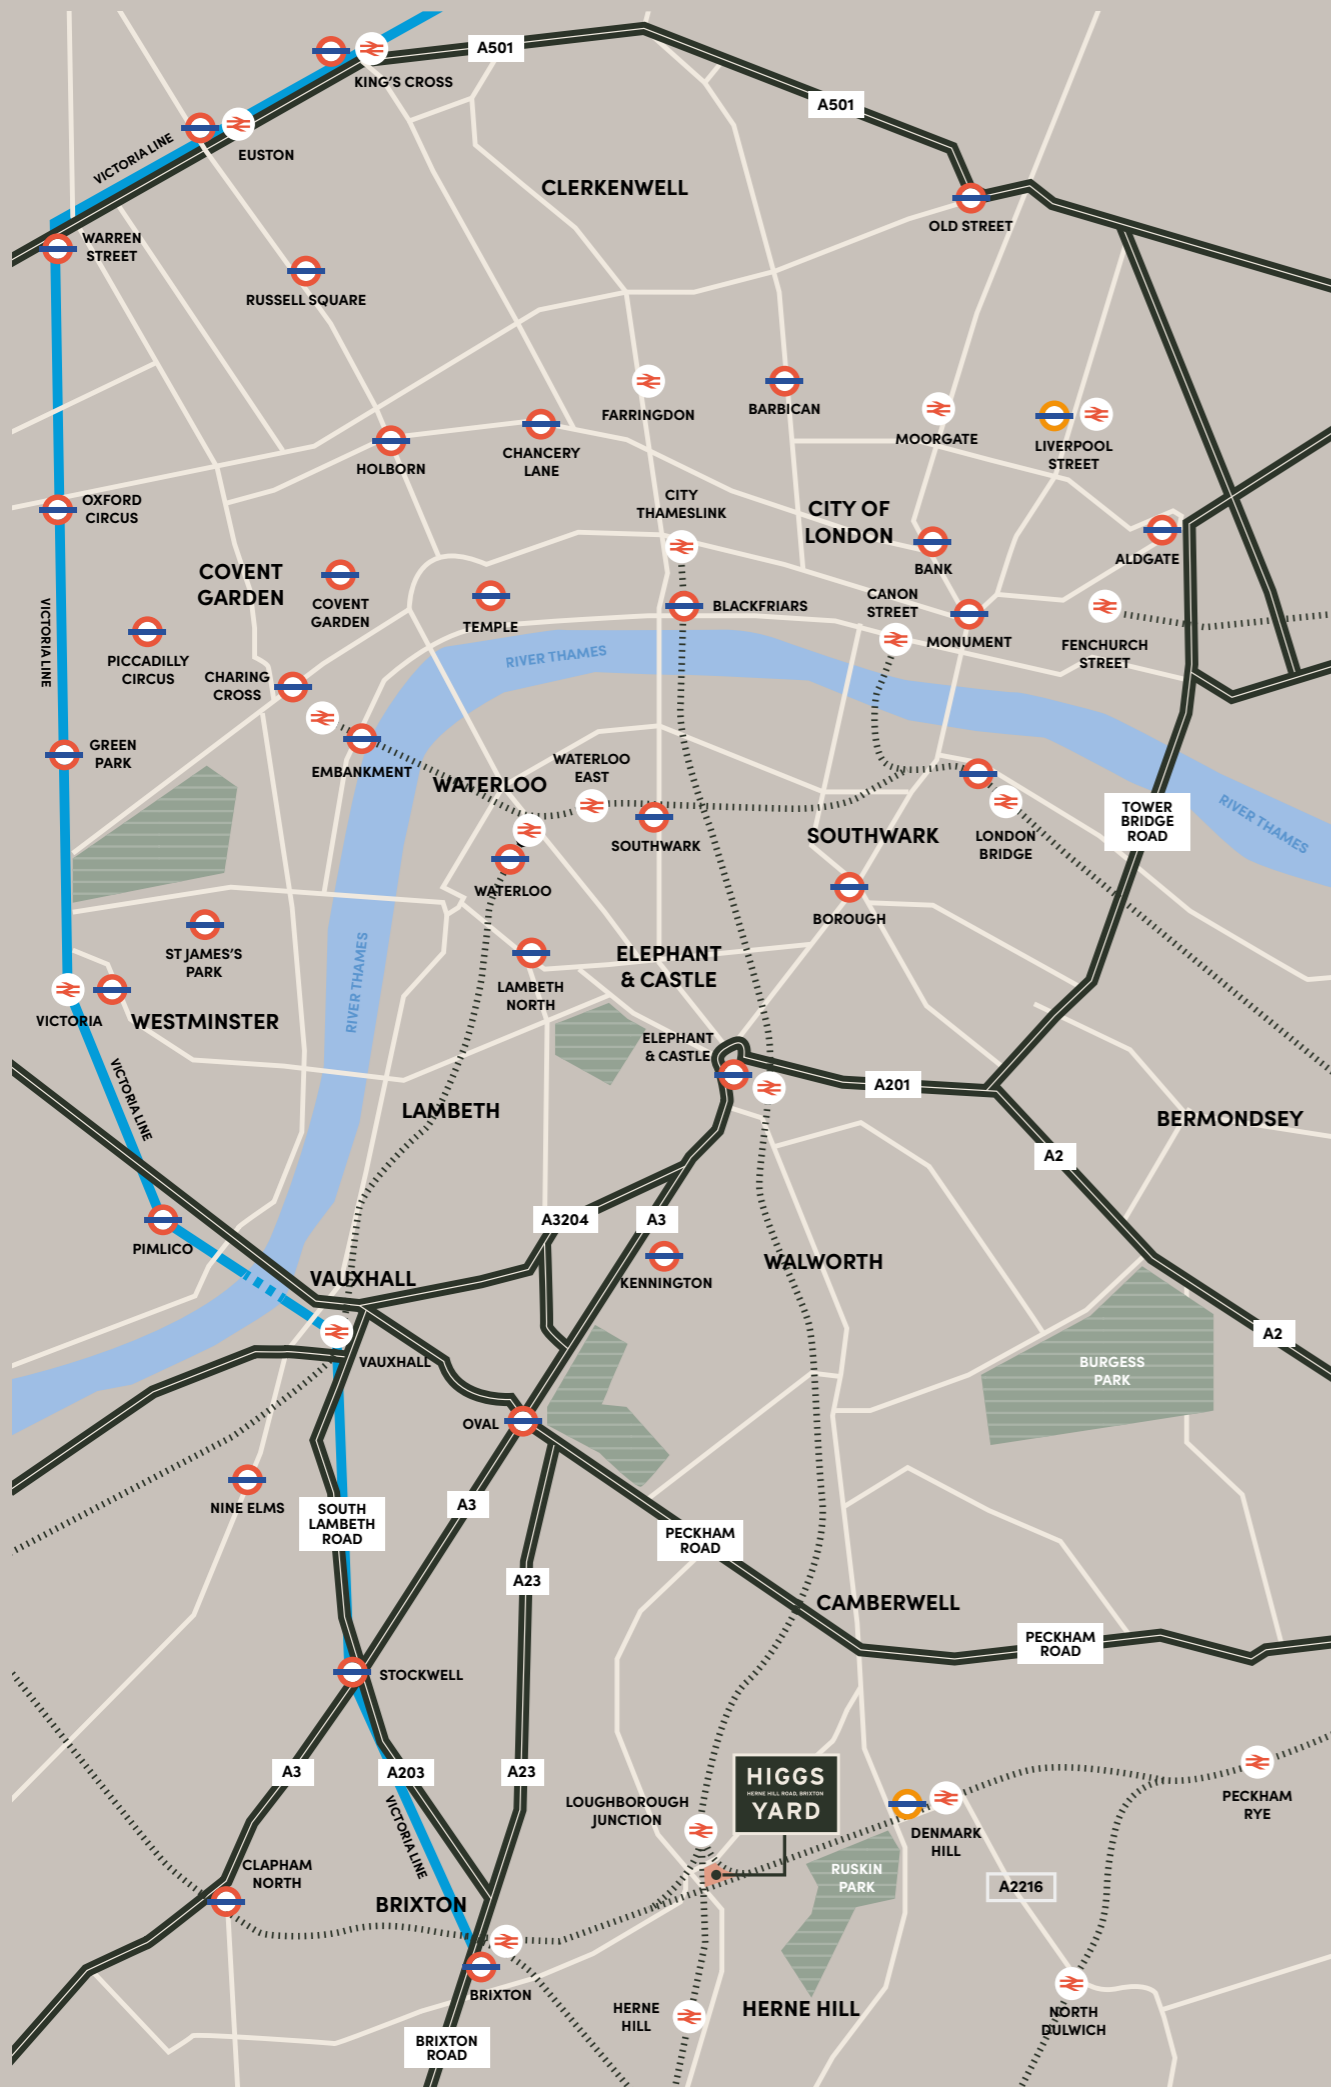 A501
KING'S CROSS
A501
VICTORIA LINE
EUSTON
CLERKENWELL
OLD STREET
WARREN
STREET
RUSSELL SQUARE
FARRINGDON
BARBICAN
MOORGATE
LIVERPOOL
STREET
HOLBORN
CHANCERY
LANE
CITY
THAMESLINK
OXFORD
CIRCUS
CITY OF
LONDON
BANK
ALDGATE
COVENT
GARDEN
COVENT
GARDEN
TEMPLE
BLACKFRIARS
CANON
STREET
MONUMENT
FENCHURCH
STREET
VICTORIA LINE
PICCADILLY
CIRCUS
CHARING
CROSS
RIVER THAMES
GREEN
PARK
EMBANKMENT
WATERLOO
WATERLOO
EAST
SOUTHWARK
SOUTHWARK
LONDON
BRIDGE
TOWER
BRIDGE
ROAD
RIVER THAMES
WATERLOO
BOROUGH
ST JAMES'S
PARK
RIVER THAMES
LAMBETH
NORTH
ELEPHANT
& CASTLE
VICTORIA
WESTMINSTER
ELEPHANT
& CASTLE
VICTORIA LINE
LAMBETH
A201
BERMONDSEY
A2
PIMLICO
A3204
A3
KENNINGTON
WALWORTH
VAUXHALL
VAUXHALL
A2
BURGESS
PARK
OVAL
NINE ELMS
SOUTH
LAMBETH
ROAD
A3
PECKHAM
ROAD
A23
CAMBERWELL
PECKHAM
ROAD
STOCKWELL
A3
A203
A23
VICTORIA LINE
LOUGHBOROUGH
JUNCTION
HIGGS
HERNE HILL ROAD, BRIXTON
YARD
DENMARK
HILL
PECKHAM
RYE
CLAPHAM
NORTH
RUSKIN
PARK
A2216
BRIXTON
BRIXTON
HERNE
HILL
HERNE HILL
NORTH
DULWICH
BRIXTON
ROAD